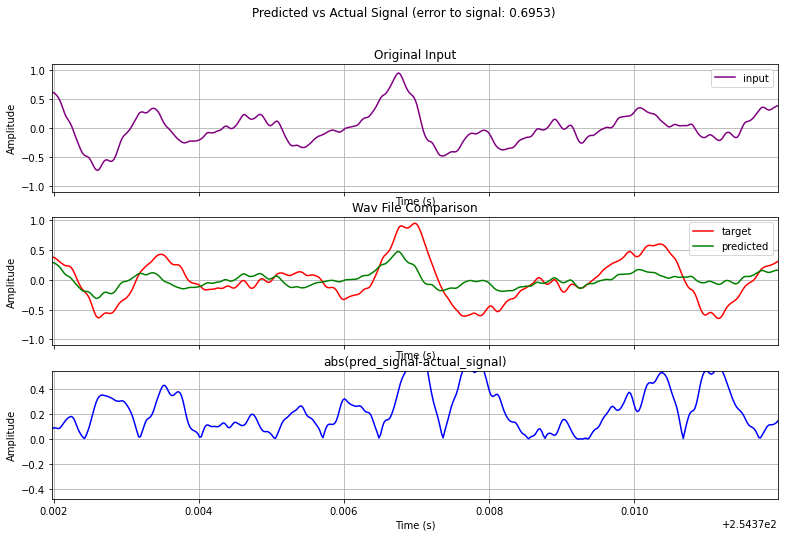 Predicted vs Actual Signal (error to signal: 0.6953)
Original Input
1.0
0.5
0.0
−0.5
−1.0
Amplitude
input
Time (s)
Wav File Comparison
1.0
0.5
0.0
−0.5
−1.0
Amplitude
target
predicted
Time (s)
abs(pred_signal-actual_signal)
0.4
0.2
0.0
−0.2
−0.4
Amplitude
0.002 0.004 0.006 0.008 0.010
Time (s)
+2.5437e2